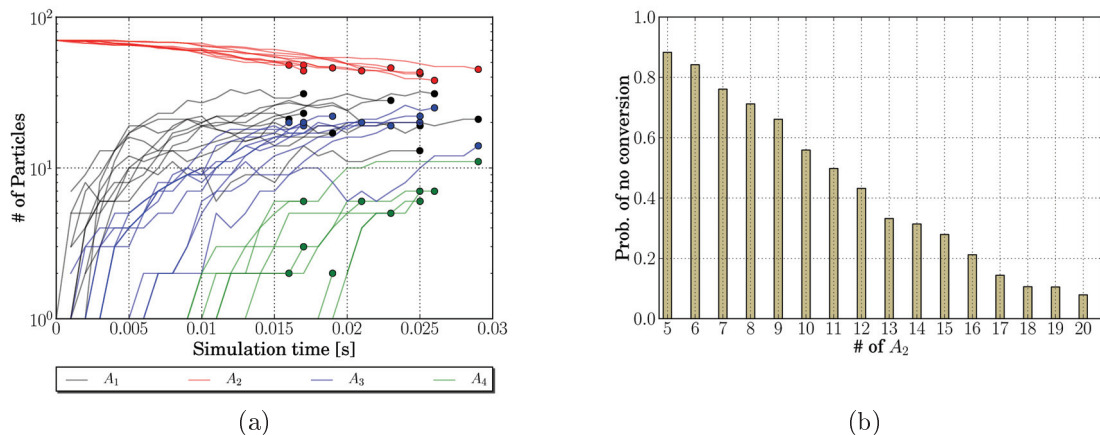 10²
10¹
10⁰
# of Particles
0 0.005 0.01 0.015 0.02 0.025 0.03
Simulation time [s]
A₁ A₂ A₃ A₄
(a)
1.0
0.8
0.6
0.4
0.2
0.0
Prob. of no conversion
5 6 7 8 9 10 11 12 13 14 15 16 17 18 19 20
# of A₂
(b)